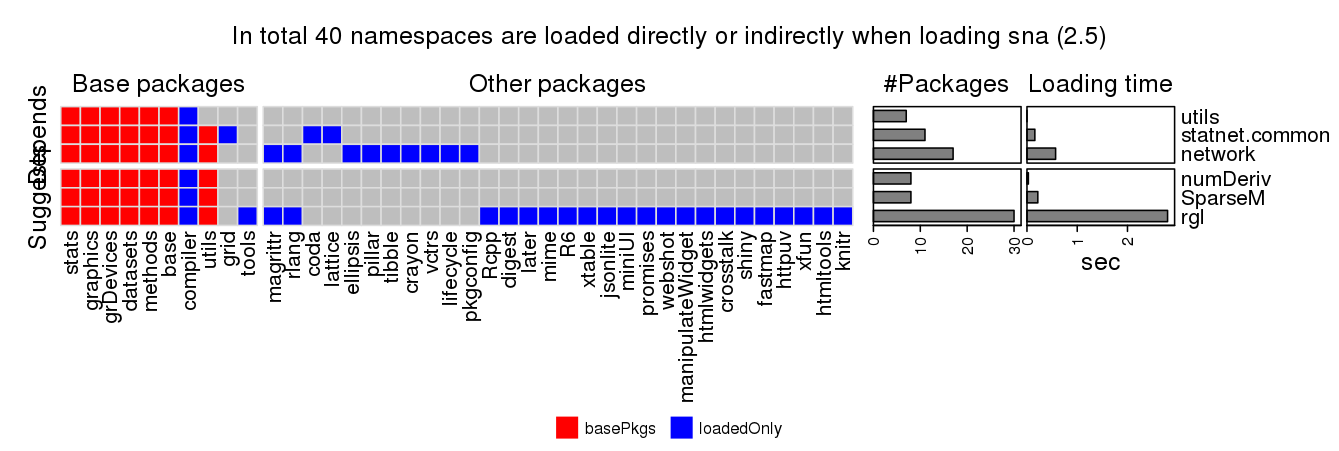 In total 40 namespaces are loaded directly or indirectly when loading sna (2.5)
Base packages
Other packages
#Packages
Loading time
Depends
Suggests
utils
statnet.common
network
numDeriv
SparseM
rgl
0 10 20 30
0 1 2
sec
stats
graphics
grDevices
datasets
methods
base
compiler
utils
grid
tools
magrittr
rlang
coda
lattice
ellipsis
pillar
tibble
crayon
vctrs
lifecycle
pkgconfig
Rcpp
digest
later
mime
R6
xtable
jsonlite
miniUI
promises
webshot
manipulateWidget
htmlwidgets
crosstalk
shiny
fastmap
httpuv
xfun
htmltools
knitr
basePkgs
loadedOnly